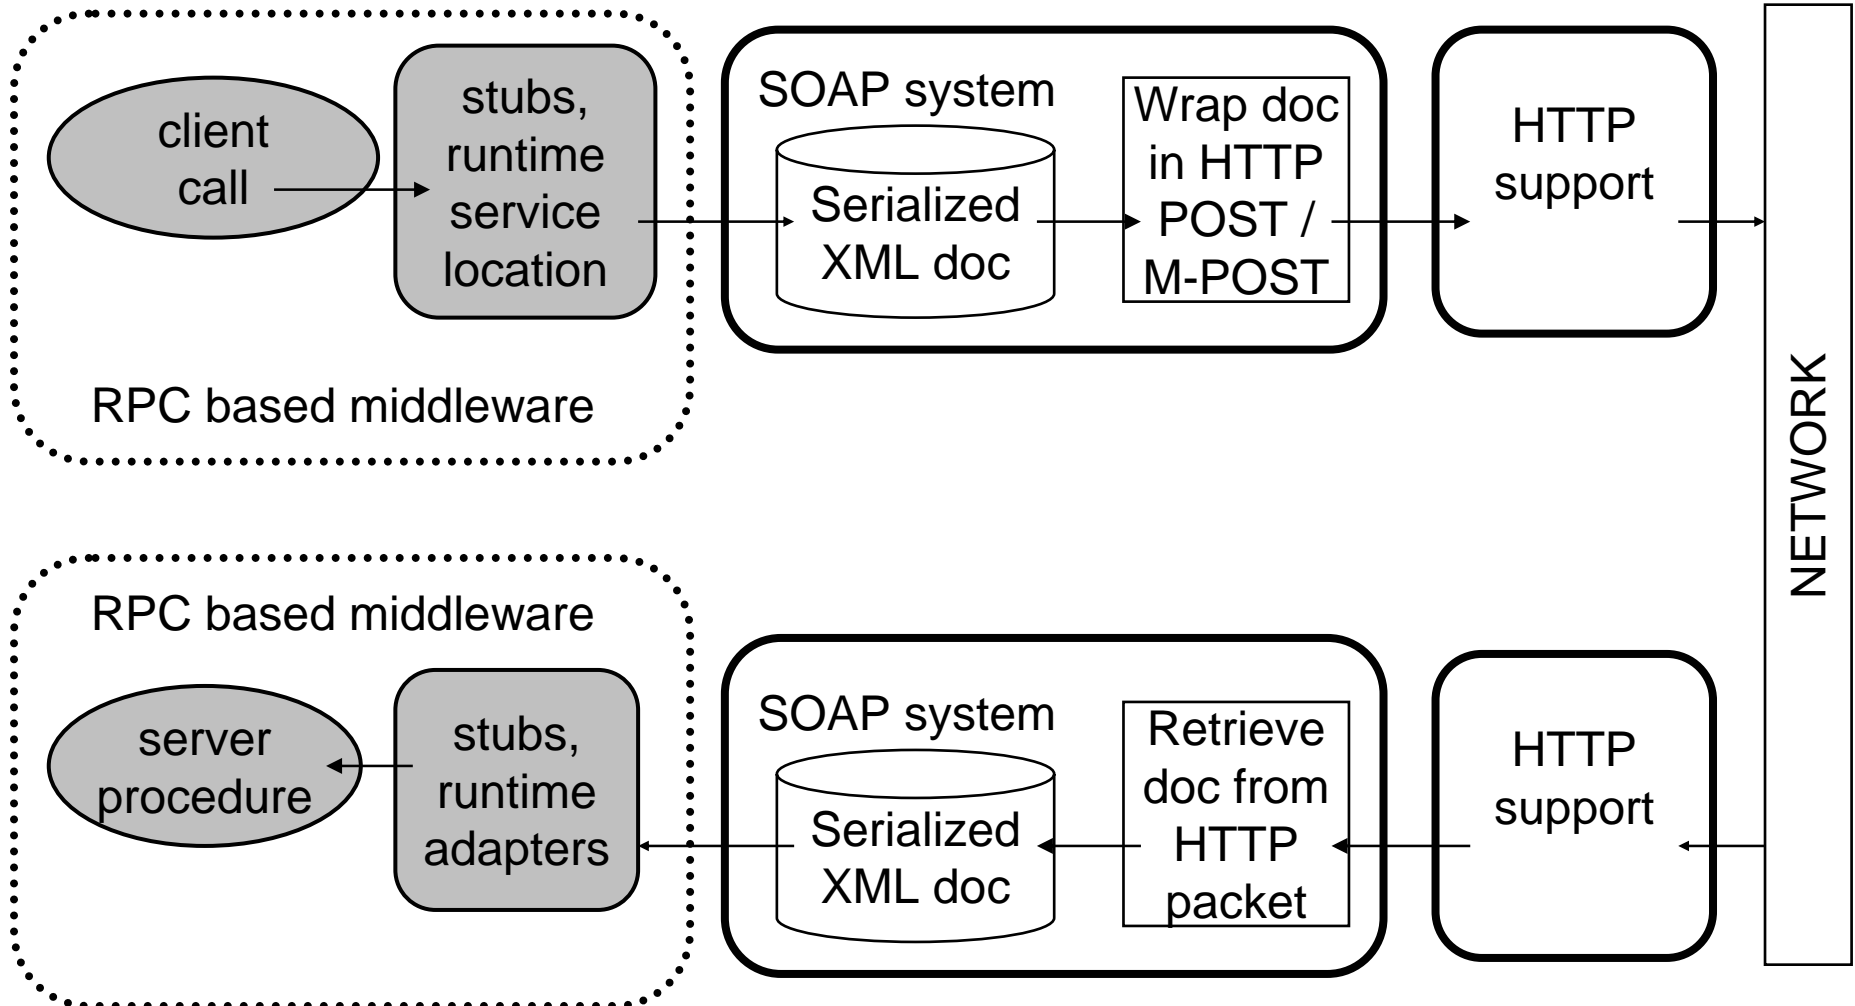 client
call
stubs,
runtime
service
location
RPC based middleware
SOAP system
Serialized
XML doc
Wrap doc
in HTTP
POST /
M-POST
HTTP
support
NETWORK
RPC based middleware
server
procedure
stubs,
runtime
adapters
SOAP system
Serialized
XML doc
Retrieve
doc from
HTTP
packet
HTTP
support